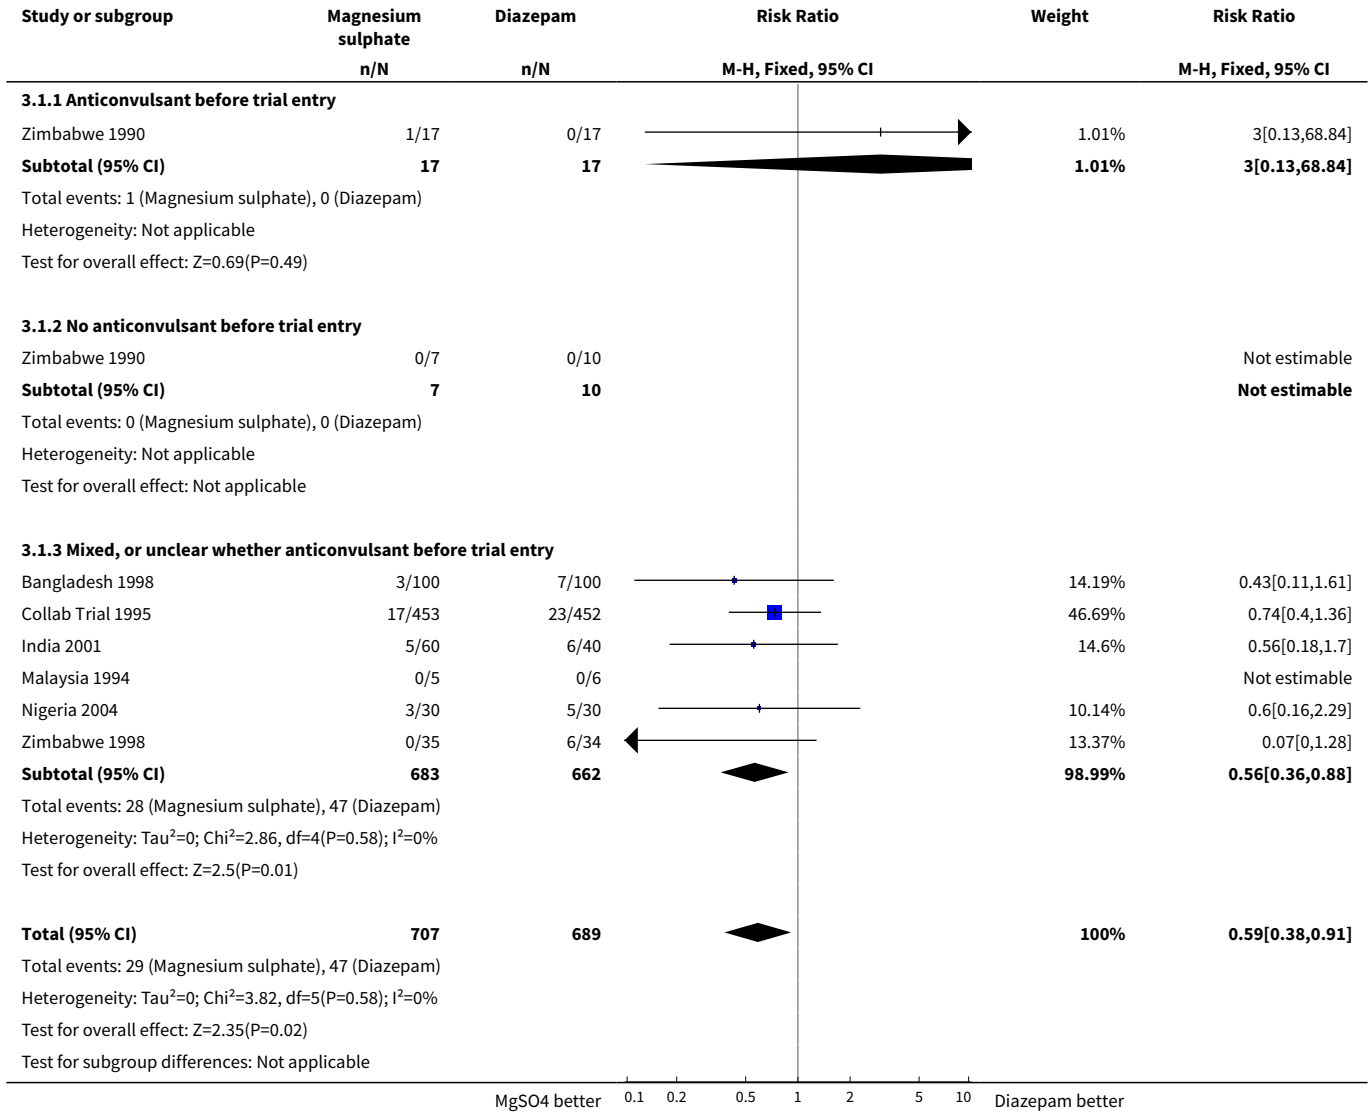 Study or subgroup Magnesium sulphate Diazepam Risk Ratio Weight Risk Ratio
n/N n/N M-H, Fixed, 95% CI M-H, Fixed, 95% CI
3.1.1 Anticonvulsant before trial entry
Zimbabwe 1990 1/17 0/17 1.01% 3[0.13,68.84]
Subtotal (95% CI) 17 17 1.01% 3[0.13,68.84]
Total events: 1 (Magnesium sulphate), 0 (Diazepam)
Heterogeneity: Not applicable
Test for overall effect: Z=0.69(P=0.49)
3.1.2 No anticonvulsant before trial entry
Zimbabwe 1990 0/7 0/10 Not estimable
Subtotal (95% CI) 7 10 Not estimable
Total events: 0 (Magnesium sulphate), 0 (Diazepam)
Heterogeneity: Not applicable
Test for overall effect: Not applicable
3.1.3 Mixed, or unclear whether anticonvulsant before trial entry
Bangladesh 1998 3/100 7/100 14.19% 0.43[0.11,1.61]
Collab Trial 1995 17/453 23/452 46.69% 0.74[0.4,1.36]
India 2001 5/60 6/40 14.6% 0.56[0.18,1.7]
Malaysia 1994 0/5 0/6 Not estimable
Nigeria 2004 3/30 5/30 10.14% 0.6[0.16,2.29]
Zimbabwe 1998 0/35 6/34 13.37% 0.07[0,1.28]
Subtotal (95% CI) 683 662 98.99% 0.56[0.36,0.88]
Total events: 28 (Magnesium sulphate), 47 (Diazepam)
Heterogeneity: Tau²=0; Chi²=2.86, df=4(P=0.58); I²=0%
Test for overall effect: Z=2.5(P=0.01)
Total (95% CI) 707 689 100% 0.59[0.38,0.91]
Total events: 29 (Magnesium sulphate), 47 (Diazepam)
Heterogeneity: Tau²=0; Chi²=3.82, df=5(P=0.58); I²=0%
Test for overall effect: Z=2.35(P=0.02)
Test for subgroup differences: Not applicable
MgSO4 better 0.1 0.2 0.5 1 2 5 10 Diazepam better